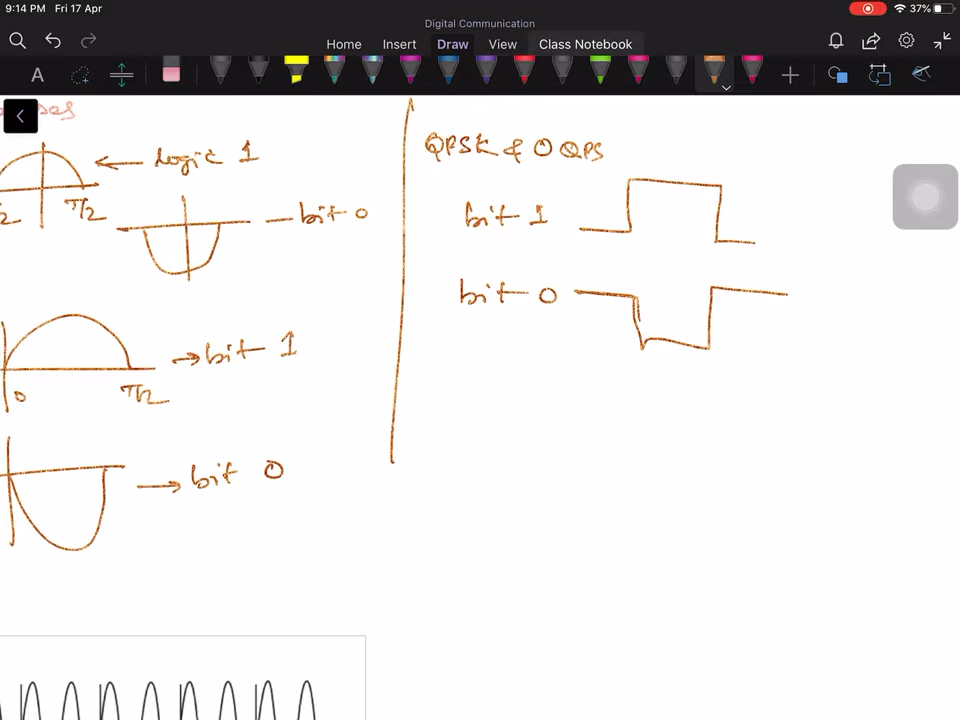 9:14 PM Fri 17 Apr
37%
Digital Communication
Home Insert Draw View Class Notebook
A
QPSK & O QPS
← logic 1
π/2
bit 0
bit 1
bit 0
→ bit 1
0
π/2
→ bit 0